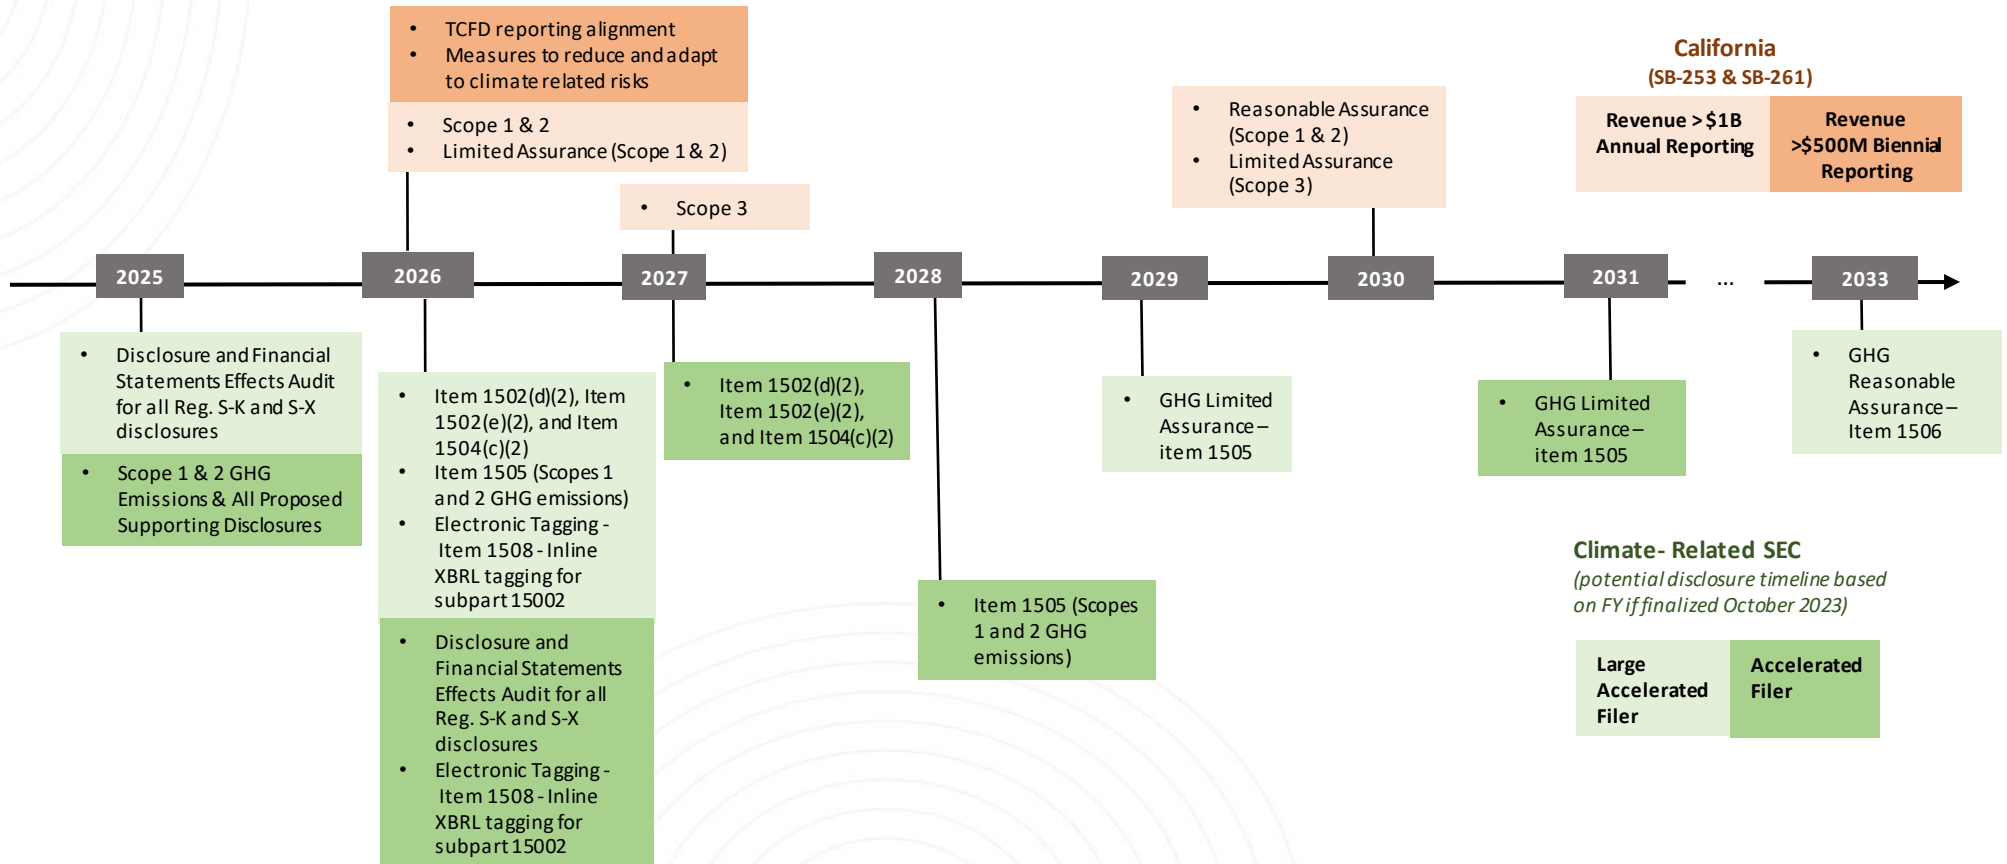 • TCFD reporting alignment
• Measures to reduce and adapt
to climate related risks
• Scope 1 & 2
• Limited Assurance (Scope 1 & 2)
• Scope 3
• Reasonable Assurance
(Scope 1 & 2)
• Limited Assurance
(Scope 3)
California
(SB-253 & SB-261)
Revenue > $1B
Annual Reporting
Revenue
>$500M Biennial
Reporting
2025
2026
2027
2028
2029
2030
2031
...
2033
• Disclosure and Financial
Statements Effects Audit
for all Reg. S-K and S-X
disclosures
• Scope 1 & 2 GHG
Emissions & All Proposed
Supporting Disclosures
• Item 1502(d)(2), Item
1502(e)(2), and Item
1504(c)(2)
• Item 1505 (Scopes 1
and 2 GHG emissions)
• Electronic Tagging -
Item 1508 - Inline
XBRL tagging for
subpart 15002
• Disclosure and
Financial Statements
Effects Audit for all
Reg. S-K and S-X
disclosures
• Electronic Tagging -
Item 1508 - Inline
XBRL tagging for
subpart 15002
• Item 1502(d)(2),
Item 1502(e)(2),
and Item 1504(c)(2)
• Item 1505 (Scopes
1 and 2 GHG
emissions)
• GHG Limited
Assurance –
item 1505
• GHG Limited
Assurance –
item 1505
• GHG
Reasonable
Assurance –
Item 1506
Climate- Related SEC
(potential disclosure timeline based
on FY if finalized October 2023)
Large
Accelerated
Filer
Accelerated
Filer